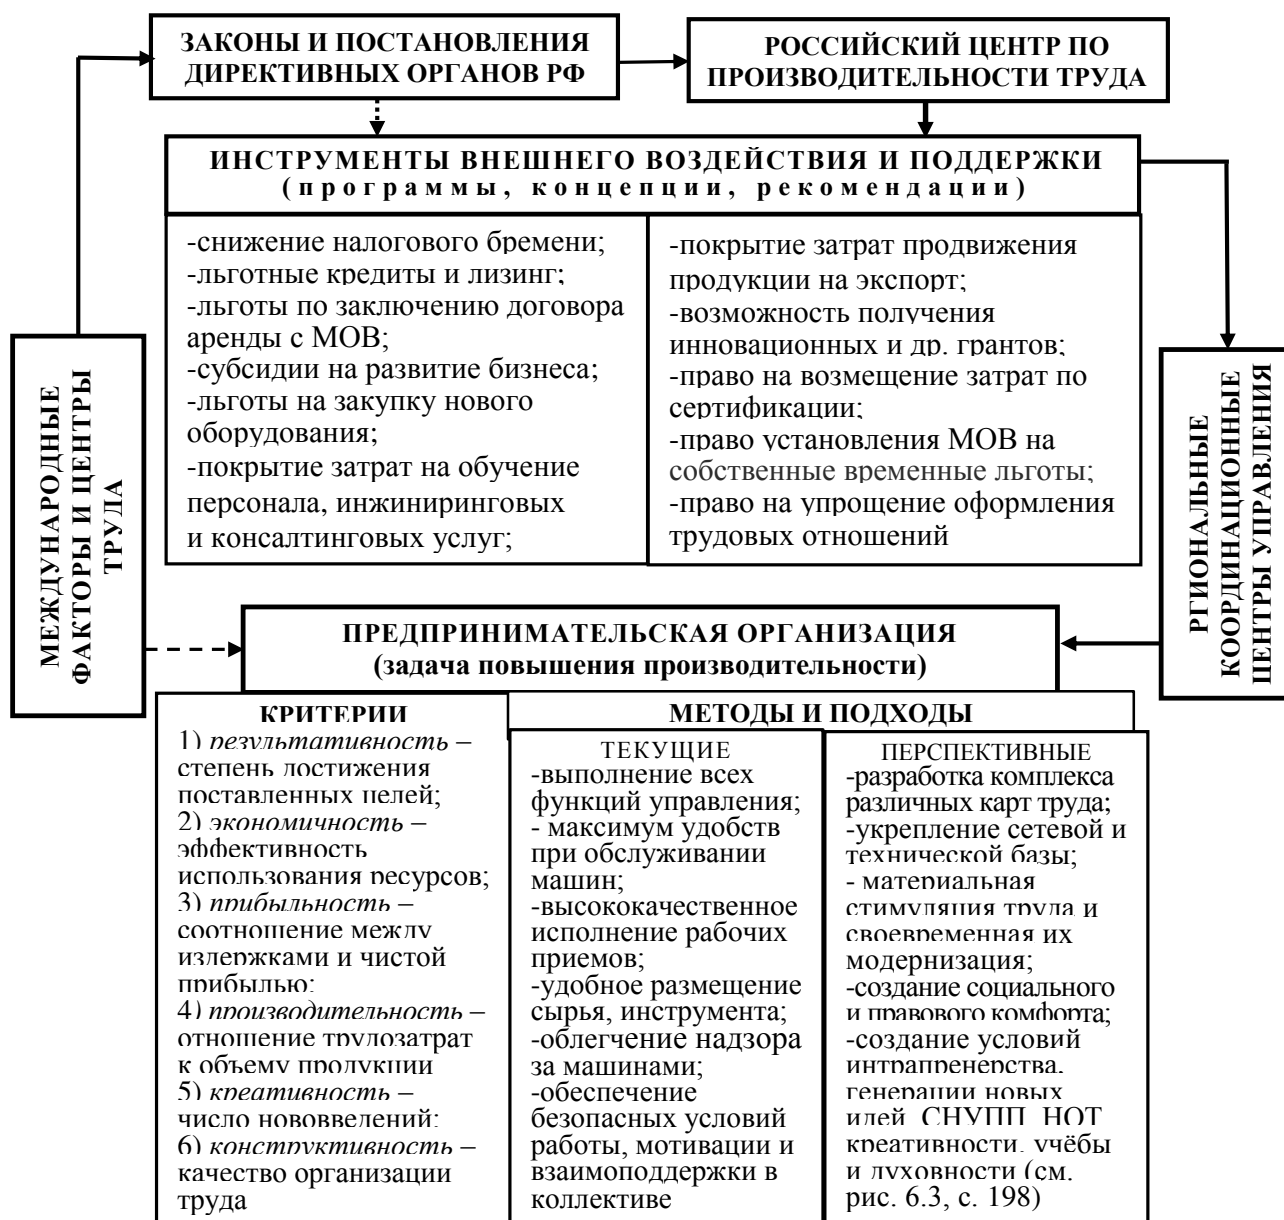 ЗАКОНЫ И ПОСТАНОВЛЕНИЯ
ДИРЕКТИВНЫХ ОРГАНОВ РФ
РОССИЙСКИЙ ЦЕНТР ПО
ПРОИЗВОДИТЕЛЬНОСТИ ТРУДА
ИНСТРУМЕНТЫ ВНЕШНЕГО ВОЗДЕЙСТВИЯ И ПОДДЕРЖКИ
(программы, концепции, рекомендации)
-снижение налогового бремени;
-льготные кредиты и лизинг;
-льготы по заключению договора
аренды с МОВ;
-субсидии на развитие бизнеса;
-льготы на закупку нового
оборудования;
-покрытие затрат на обучение
персонала, инжиниринговых
и консалтинговых услуг;
-покрытие затрат продвижения
продукции на экспорт;
-возможность получения
инновационных и др. грантов;
-право на возмещение затрат по
сертификации;
-право установления МОВ на
собственные временные льготы;
-право на упрощение оформления
трудовых отношений
МЕЖДУНАРОДНЫЕ
ФАКТОРЫ И ЦЕНТРЫ
ТРУДА
РГИОНАЛЬНЫЕ
КООРДИНАЦИОННЫЕ
ЦЕНТРЫ УПРАВЛЕНИЯ
ПРЕДПРИНИМАТЕЛЬСКАЯ ОРГАНИЗАЦИЯ
(задача повышения производительности)
КРИТЕРИИ
1) результативность –
степень достижения
поставленных целей;
2) экономичность –
эффективность
использования ресурсов;
3) прибыльность –
соотношение между
издержками и чистой
прибылью;
4) производительность –
отношение трудозатрат
к объему продукции
5) креативность –
число нововведений;
6) конструктивность –
качество организации
труда
МЕТОДЫ И ПОДХОДЫ
ТЕКУЩИЕ
-выполнение всех
функций управления;
- максимум удобств
при обслуживании
машин;
-высококачественное
исполнение рабочих
приемов;
-удобное размещение
сырья, инструмента;
-облегчение надзора
за машинами;
-обеспечение
безопасных условий
работы, мотивации и
взаимоподдержки в
коллективе
ПЕРСПЕКТИВНЫЕ
-разработка комплекса
различных карт труда;
-укрепление сетевой и
технической базы;
- материальная
стимуляция труда и
своевременная их
модернизация;
-создание социального
и правового комфорта;
-создание условий
интрапренерства,
генерации новых
идей, СНУПП, НОТ
креативности, учёбы
и духовности (см.
рис. 6.3, с. 198)